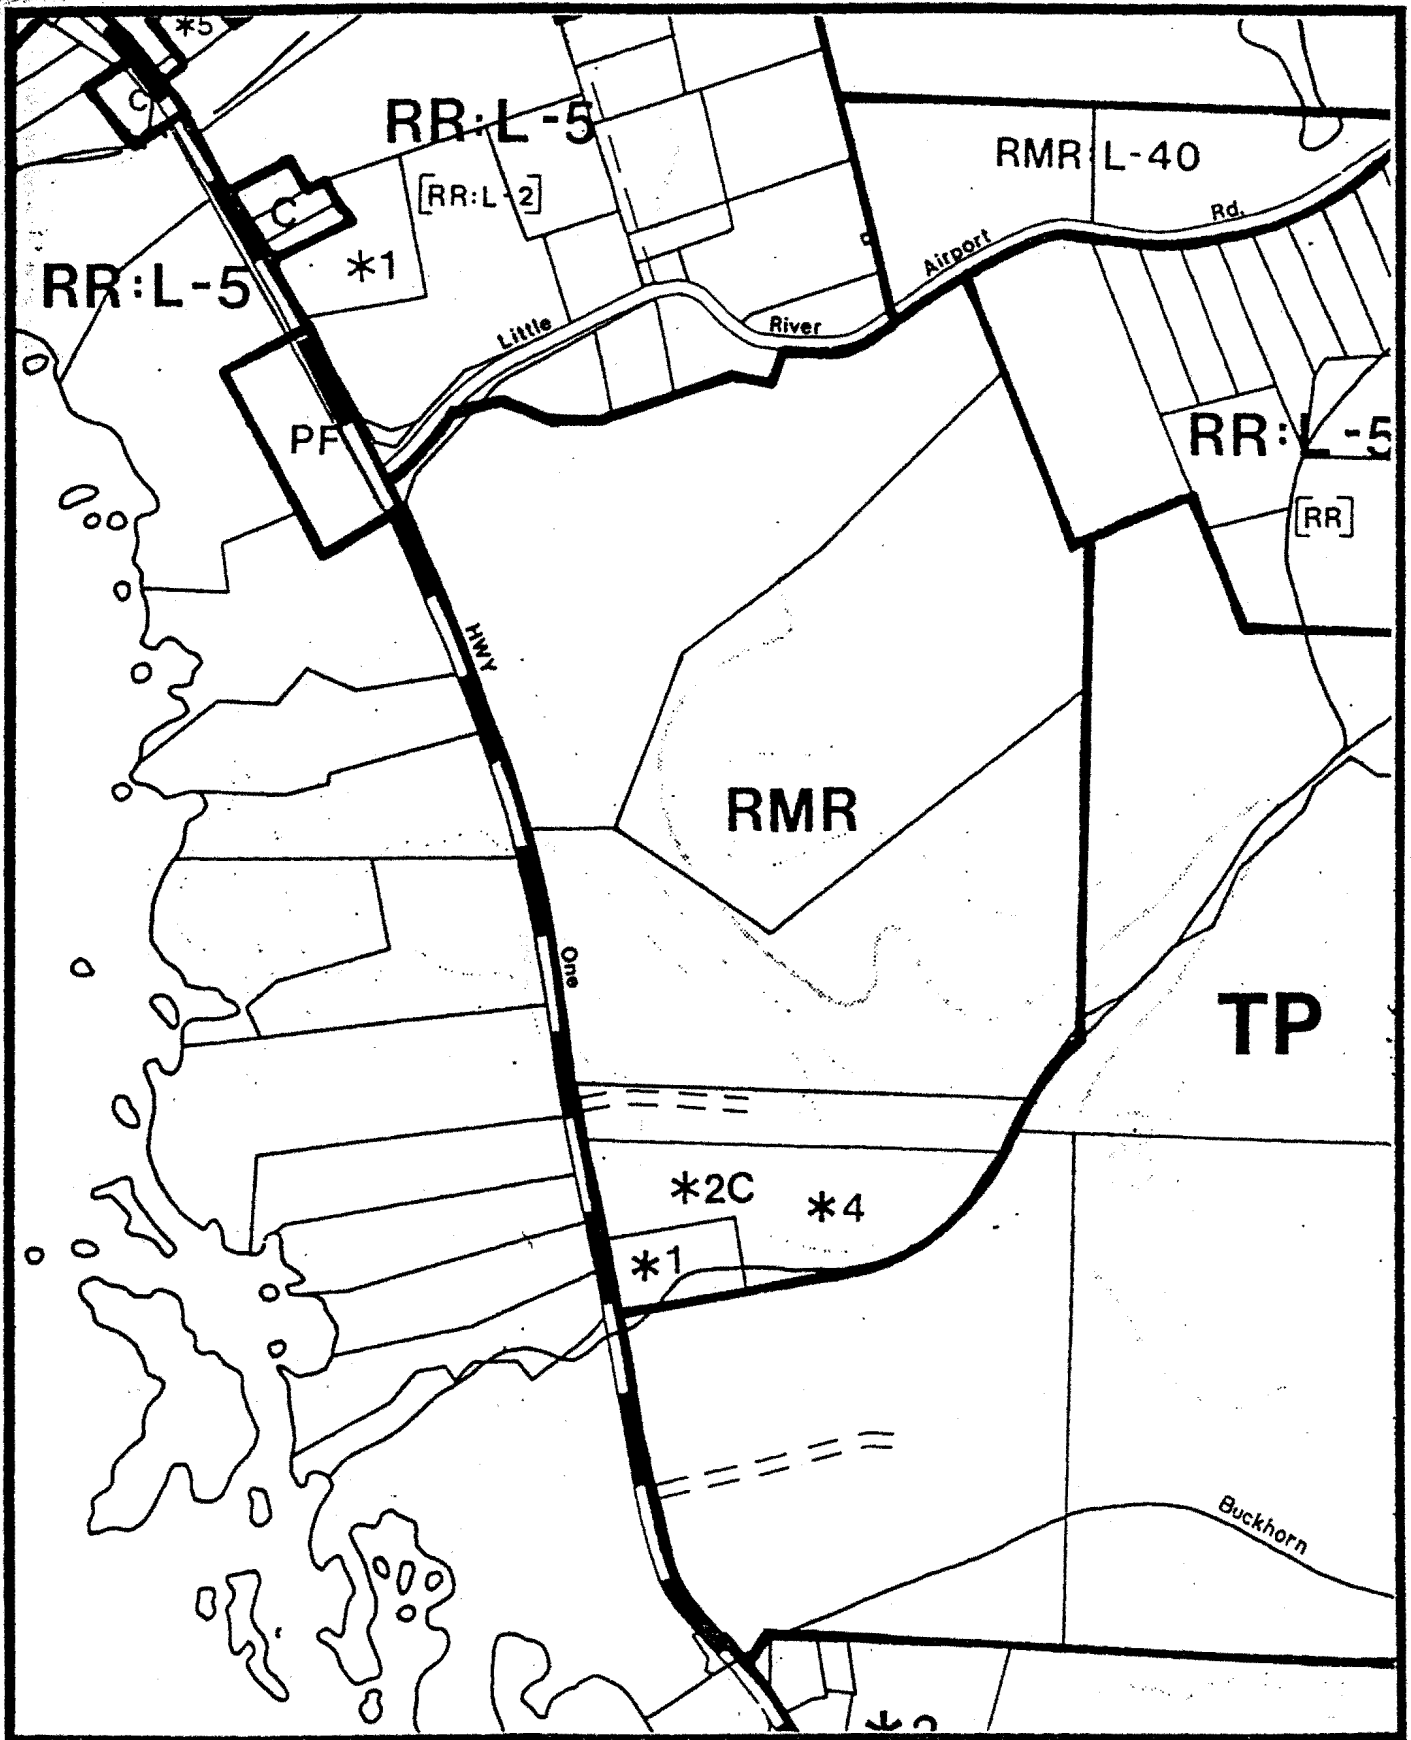 *5
C
RR:L-5
RMR:L-40
[RR:L-2]
C
Rd.
*1
Airport
RR:L-5
Little
River
PF
RR:L-5
[RR]
HWY
RMR
One
TP
*2C
*4
*1
Buckhorn